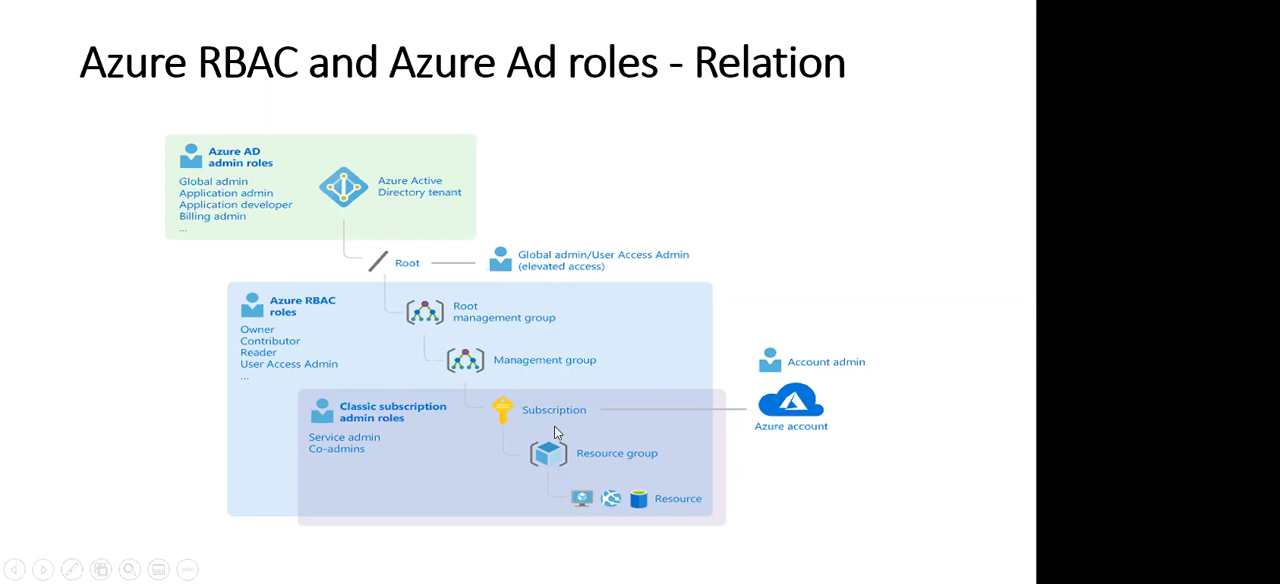 Azure RBAC and Azure Ad roles - Relation
Azure AD
admin roles
Global admin
Application admin
Application developer
Billing admin
...
Azure Active
Directory tenant
Root
Global admin/User Access Admin
(elevated access)
Azure RBAC
roles
Owner
Contributor
Reader
User Access Admin
...
Root
management group
Management group
Account admin
Azure account
Classic subscription
admin roles
Service admin
Co-admins
Subscription
Resource group
Resource